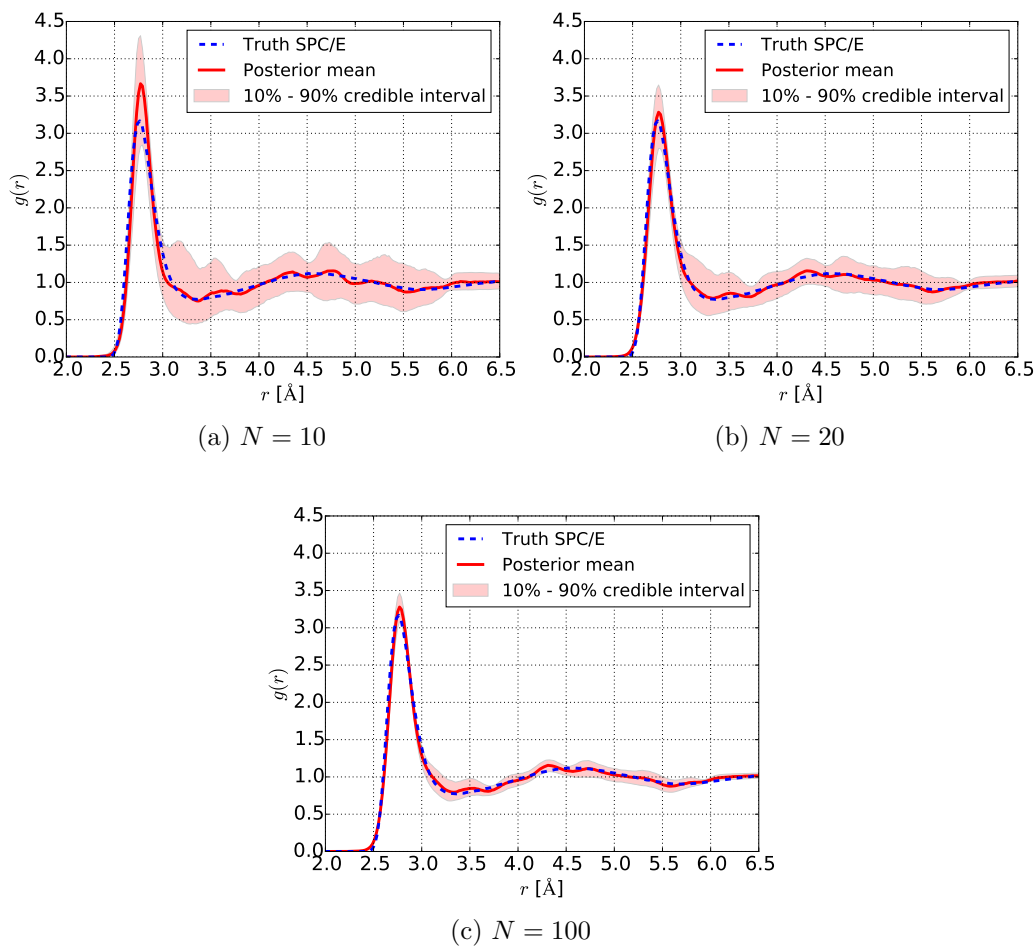 4.5
4.0
3.5
3.0
2.5
2.0
1.5
1.0
0.5
0.0
g(r)
Truth SPC/E
Posterior mean
10% - 90% credible interval
2.0 2.5 3.0 3.5 4.0 4.5 5.0 5.5 6.0 6.5
r [Å]
(a) N = 10
4.5
4.0
3.5
3.0
2.5
2.0
1.5
1.0
0.5
0.0
g(r)
Truth SPC/E
Posterior mean
10% - 90% credible interval
2.0 2.5 3.0 3.5 4.0 4.5 5.0 5.5 6.0 6.5
r [Å]
(b) N = 20
4.5
4.0
3.5
3.0
2.5
2.0
1.5
1.0
0.5
0.0
g(r)
Truth SPC/E
Posterior mean
10% - 90% credible interval
2.0 2.5 3.0 3.5 4.0 4.5 5.0 5.5 6.0 6.5
r [Å]
(c) N = 100